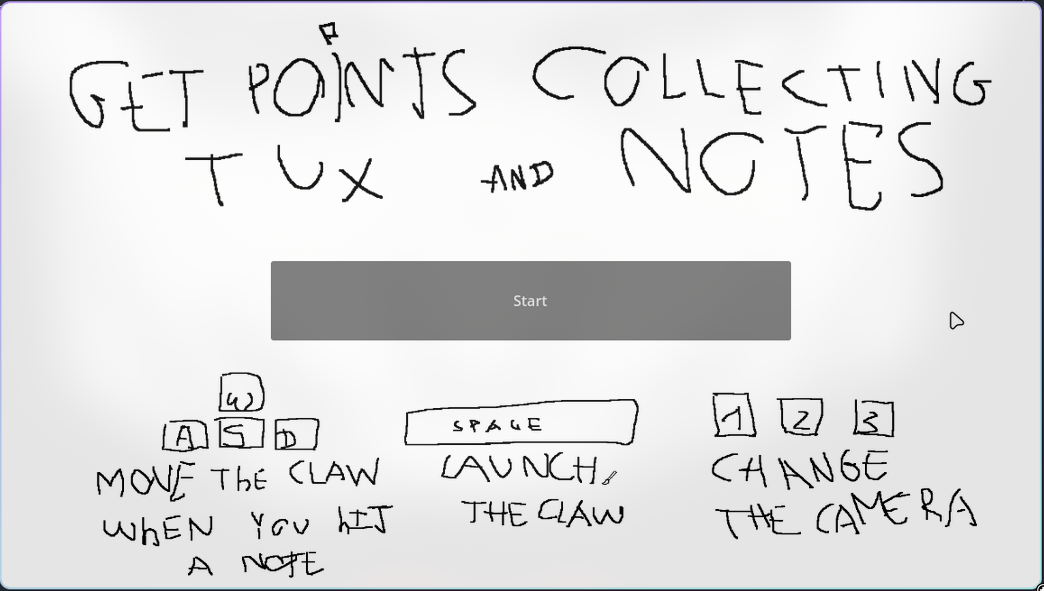 GET POINTS COLLECTING
TUX AND NOTES
Start
W
A S D
SPACE
1 2 3
MOVE ThE CLAW
WhEN YOU hIT
A NOTE
LAUNCH
THE CLAW
CHANGE
THE CAMERA